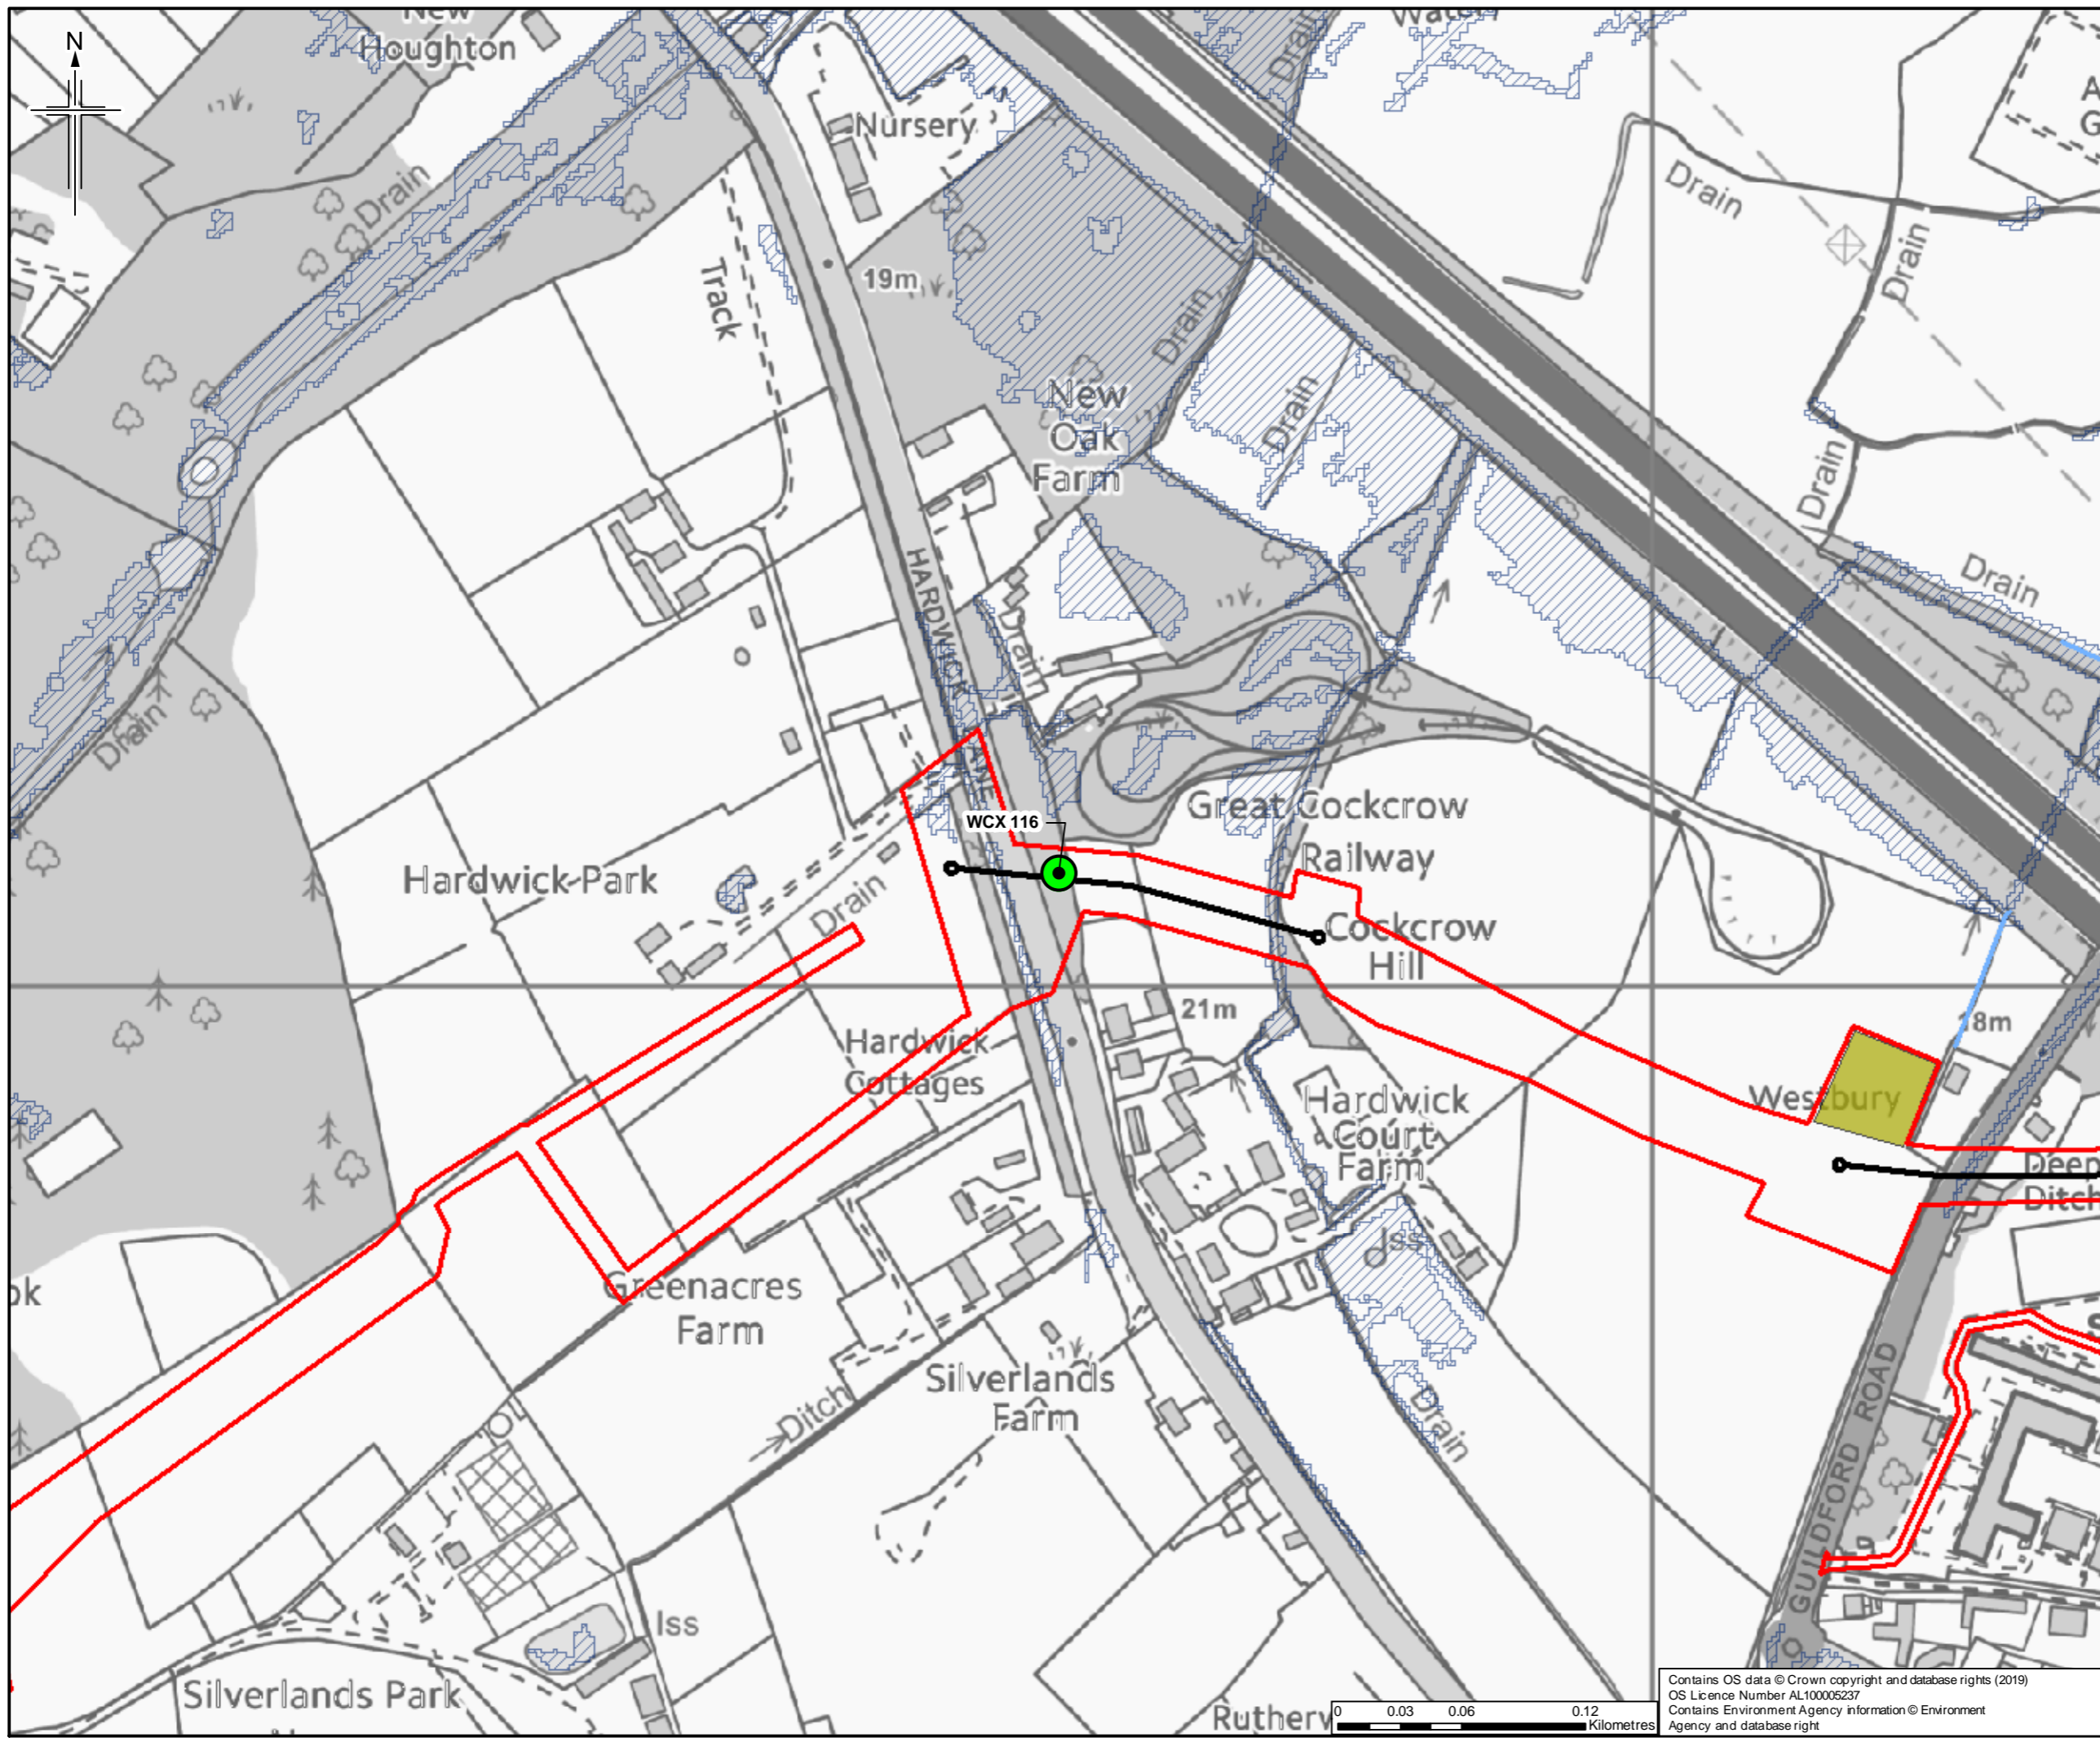 N
New
Houghton
Drain
Watch
Nursery
A
G
Drain
Drain
Drain
Track
19m
Drain
New
Oak
Farm
Drain
Drain
Drain
HARDWICK
LANE
Drain
Drain
Great Cockcrow
Railway
WCX 116
Hardwick Park
Drain
Cockcrow
Hill
21m
18m
Hardwick
Cottages
Westbury
Hardwick
Court
Farm
Deep
Ditch
Iss
ok
Greenacres
Farm
Silverlands
Farm
Ditch
Drain
S
GUILDFORD ROAD
Iss
Silverlands Park
Rutherw
0 0.03 0.06 0.12
Kilometres
Contains OS data © Crown copyright and database rights (2019)
OS Licence Number AL100005237
Contains Environment Agency information © Environment
Agency and database right